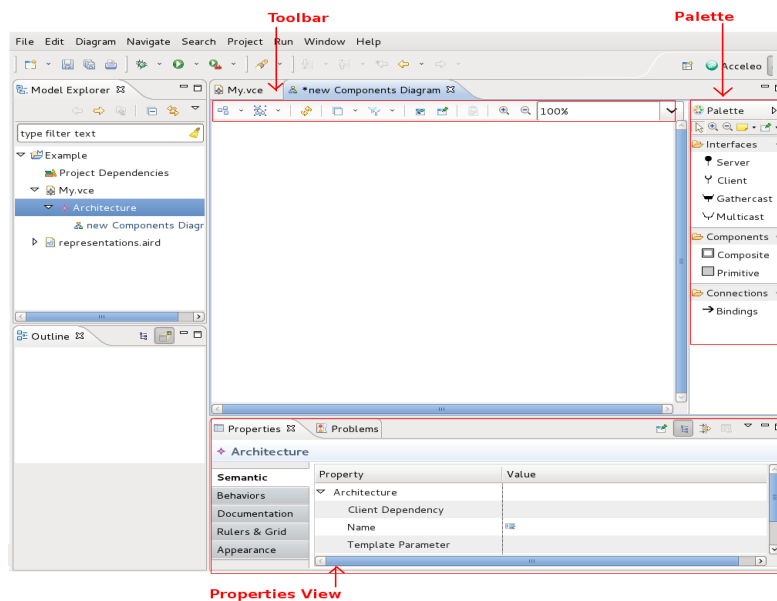 Toolbar
Palette
File Edit Diagram Navigate Search Project Run Window Help
Acceleo
Model Explorer
My.vce
*new Components Diagram
type filter text
100%
Palette
Example
Project Dependencies
My.vce
Architecture
new Components Diagr
representations.aird
Interfaces
Server
Client
Gathercast
Multicast
Components
Composite
Primitive
Connections
Bindings
Outline
Properties
Problems
Architecture
Semantic
Behaviors
Documentation
Rulers & Grid
Appearance
Property Value
Architecture
Client Dependency
Name
Template Parameter
Properties View